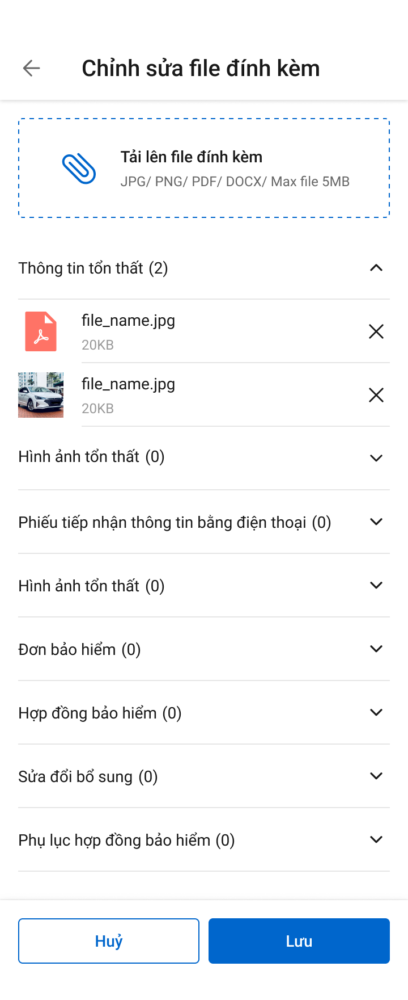 Chỉnh sửa file đính kèm
Tải lên file đính kèm
JPG/ PNG/ PDF/ DOCX/ Max file 5MB
Thông tin tổn thất (2)
file_name.jpg
20KB
file_name.jpg
20KB
Hình ảnh tổn thất (0)
Phiếu tiếp nhận thông tin bằng điện thoại (0)
Hình ảnh tổn thất (0)
Đơn bảo hiểm (0)
Hợp đồng bảo hiểm (0)
Sửa đổi bổ sung (0)
Phụ lục hợp đồng bảo hiểm (0)
Huỷ
Lưu